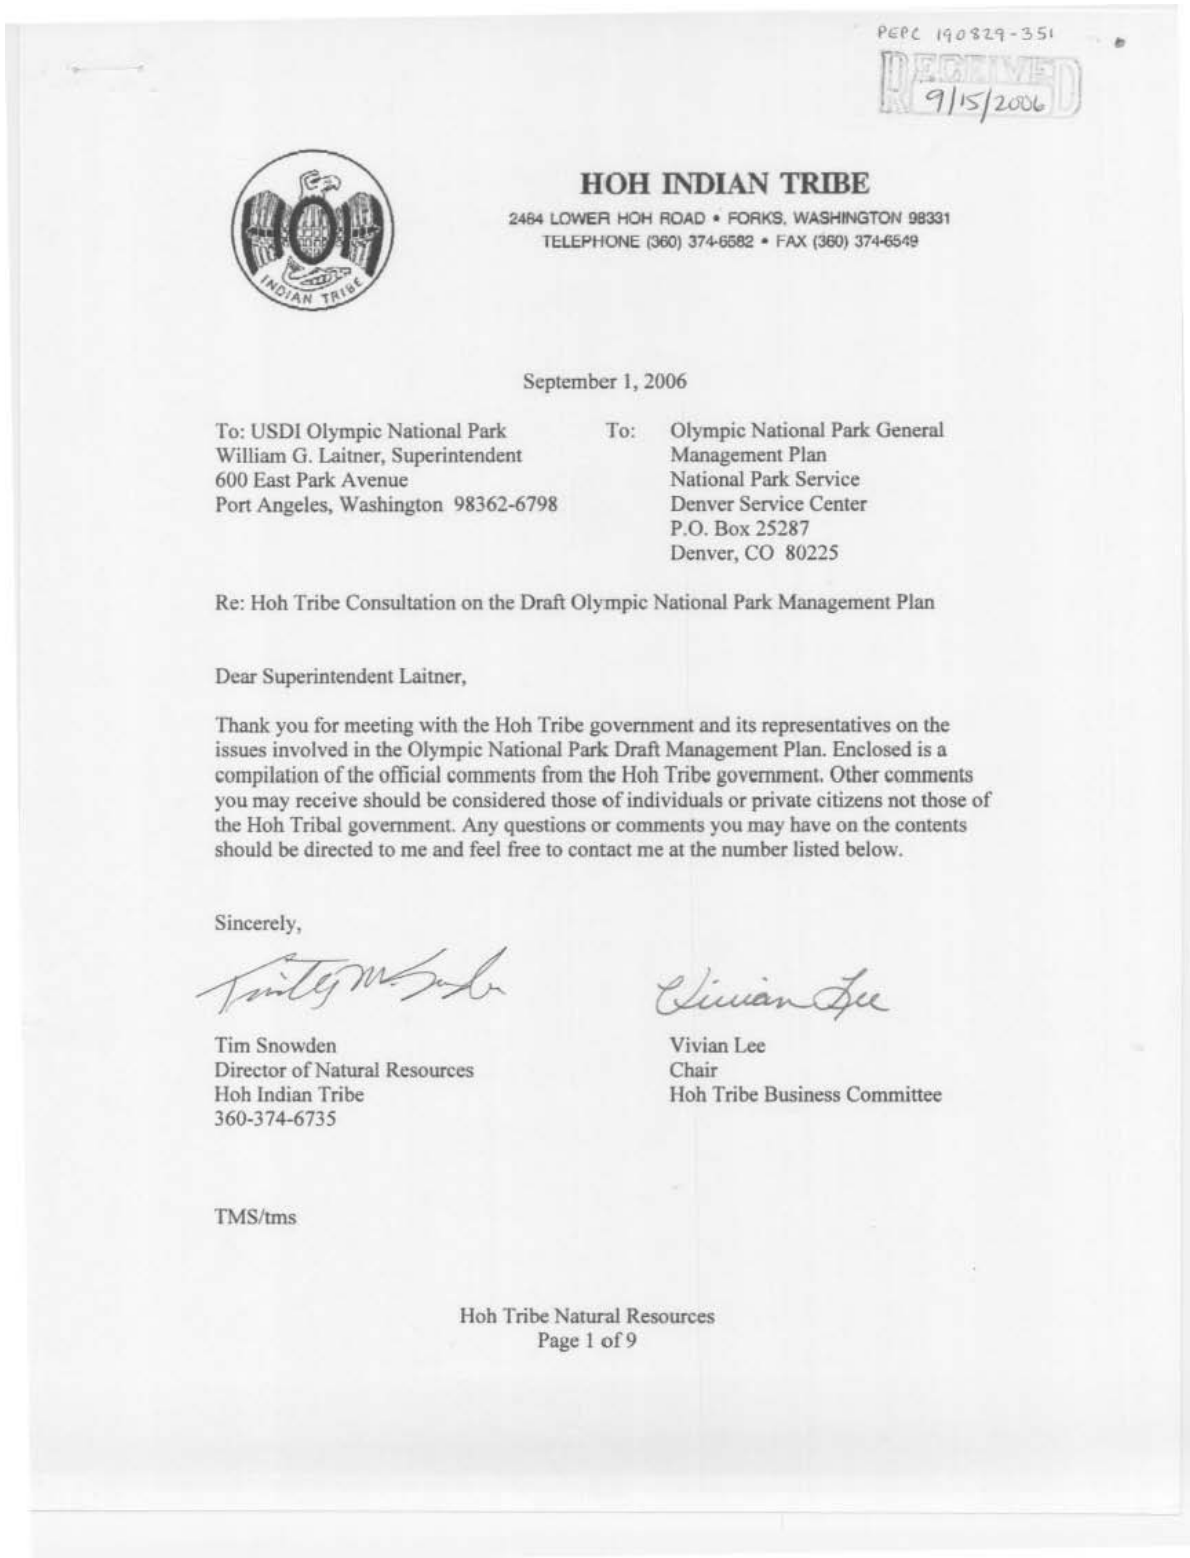 PEPC 190829-351
RECEIVED
9/15/2006
INDIAN TRIBE
HOH INDIAN TRIBE
2464 LOWER HOH ROAD • FORKS, WASHINGTON 98331
TELEPHONE (360) 374-6582 • FAX (360) 374-6549
September 1, 2006
To: USDI Olympic National Park
William G. Laitner, Superintendent
600 East Park Avenue
Port Angeles, Washington 98362-6798
To: Olympic National Park General
Management Plan
National Park Service
Denver Service Center
P.O. Box 25287
Denver, CO 80225
Re: Hoh Tribe Consultation on the Draft Olympic National Park Management Plan
Dear Superintendent Laitner,
Thank you for meeting with the Hoh Tribe government and its representatives on the
issues involved in the Olympic National Park Draft Management Plan. Enclosed is a
compilation of the official comments from the Hoh Tribe government. Other comments
you may receive should be considered those of individuals or private citizens not those of
the Hoh Tribal government. Any questions or comments you may have on the contents
should be directed to me and feel free to contact me at the number listed below.
Sincerely,
Vivian Lee
Tim Snowden
Director of Natural Resources
Hoh Indian Tribe
360-374-6735
Vivian Lee
Chair
Hoh Tribe Business Committee
TMS/tms
Hoh Tribe Natural Resources
Page 1 of 9